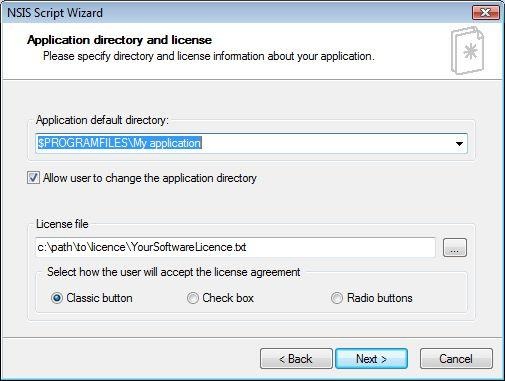 NSIS Script Wizard
Application directory and license
Please specify directory and license information about your application.
Application default directory:
$PROGRAMFILES\My application
Allow user to change the application directory
License file
c:\path\to\licence\YourSoftwareLicence.txt
...
Select how the user will accept the license agreement
Classic button Check box Radio buttons
< Back Next > Cancel